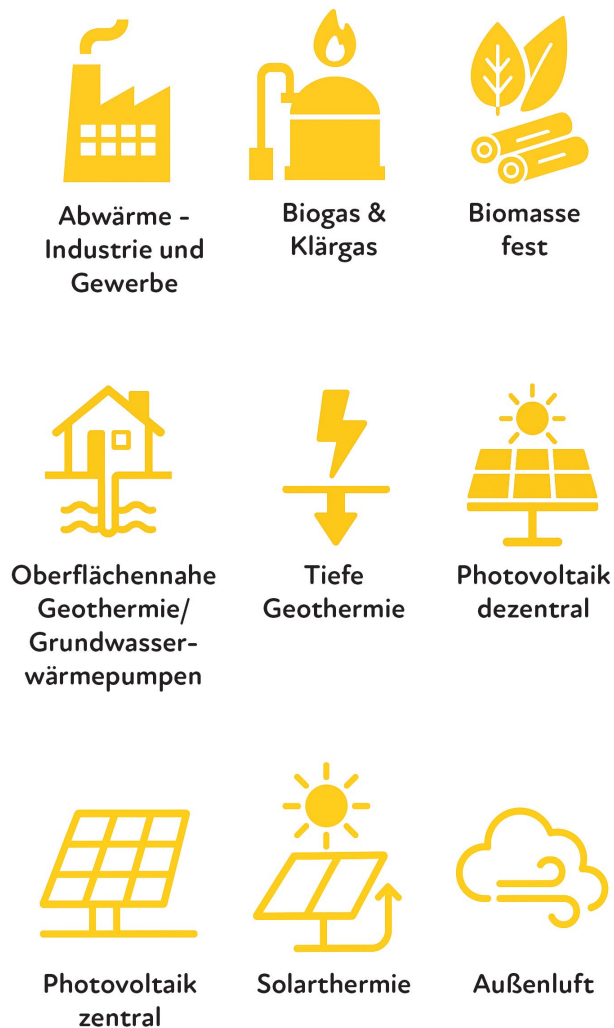 Abwärme -
Industrie und
Gewerbe
Biogas &
Klärgas
Biomasse
fest
Oberflächennahe
Geothermie/
Grundwasser-
wärmepumpen
Tiefe
Geothermie
Photovoltaik
dezentral
Photovoltaik
zentral
Solarthermie
Außenluft